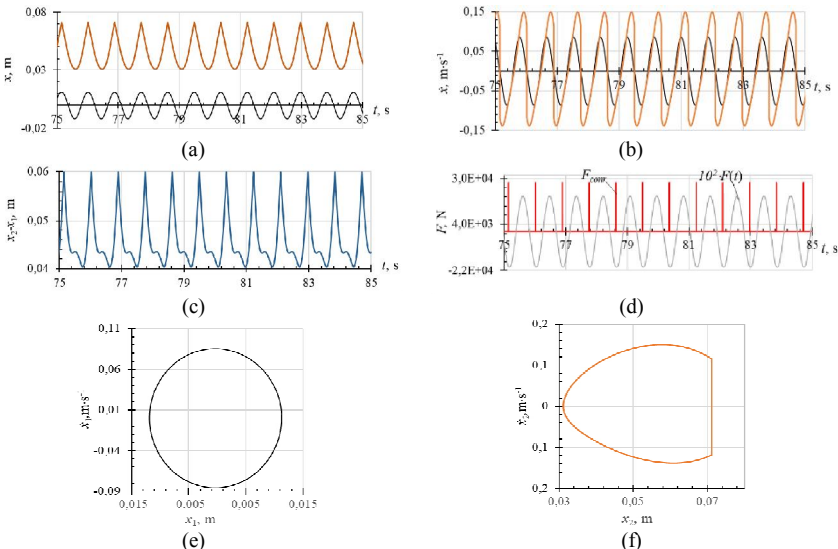 0,08
0,03
-0,02
x, m
75 77 79 81 83 85
t, s
(a)
0,15
0,05
-0,05
-0,15
ẋ, m·s⁻¹
75 77 79 81 83 85
t, s
(b)
0,06
0,05
0,04
x₂-x₁, m
75 77 79 81 83 85
t, s
(c)
3,0E+04
4,0E+03
-2,2E+04
F, N
10²·F(t)
75 77 79 81 83 85
t, s
(d)
0,11
0,06
0,01
-0,04
-0,09
ẋ₁,m·s⁻¹
0,015 0,005 0,005 0,015
x₁, m
(e)
0,2
0,1
0
0,1
0,2
ẋ₂,m·s⁻¹
0,03 0,05 0,07
x₂, m
(f)